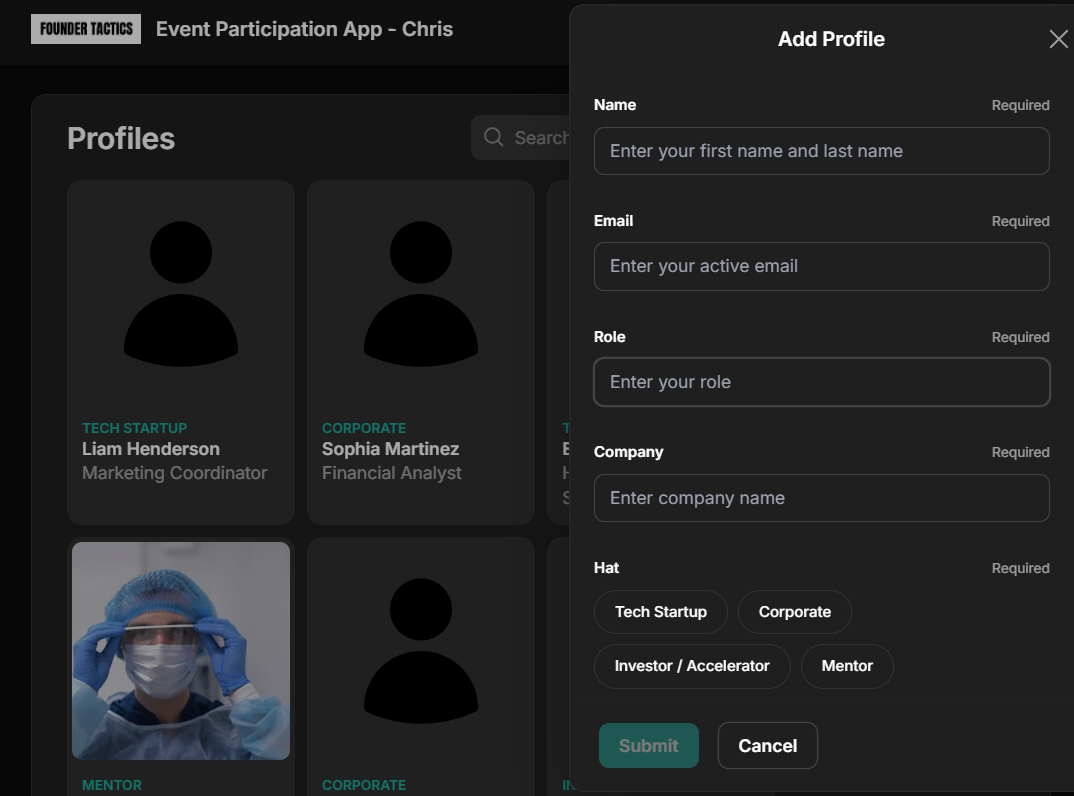 FOUNDER TACTICS
Event Participation App - Chris
Profiles
Search
TECH STARTUP
Liam Henderson
Marketing Coordinator
CORPORATE
Sophia Martinez
Financial Analyst
MENTOR
CORPORATE
Add Profile
Name
Required
Enter your first name and last name
Email
Required
Enter your active email
Role
Required
Enter your role
Company
Required
Enter company name
Hat
Required
Tech Startup
Corporate
Investor / Accelerator
Mentor
Submit
Cancel